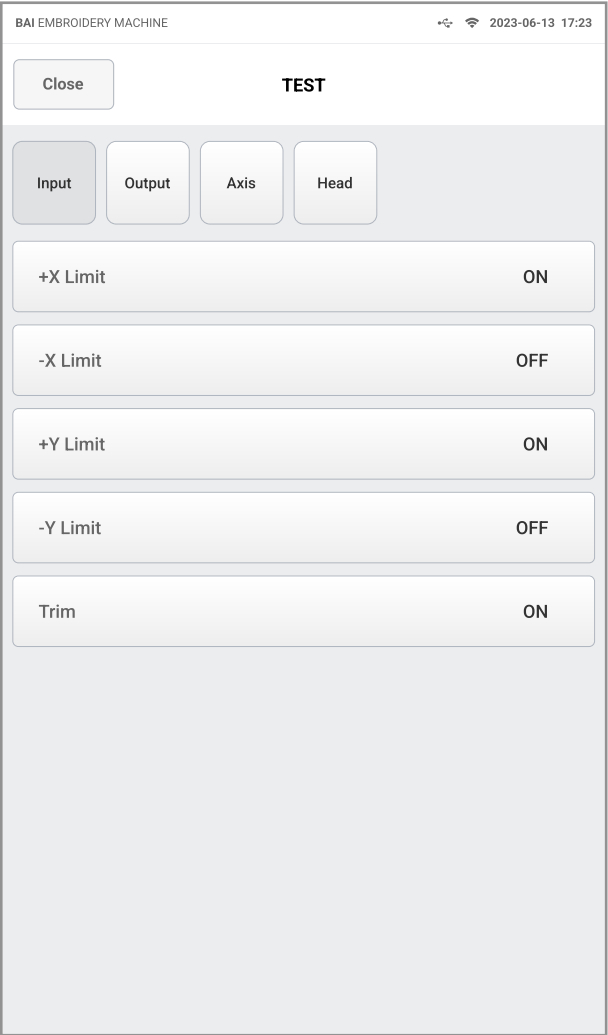 BAI EMBROIDERY MACHINE 2023-06-13 17:23
Close TEST
Input Output Axis Head
+X Limit ON
-X Limit OFF
+Y Limit ON
-Y Limit OFF
Trim ON